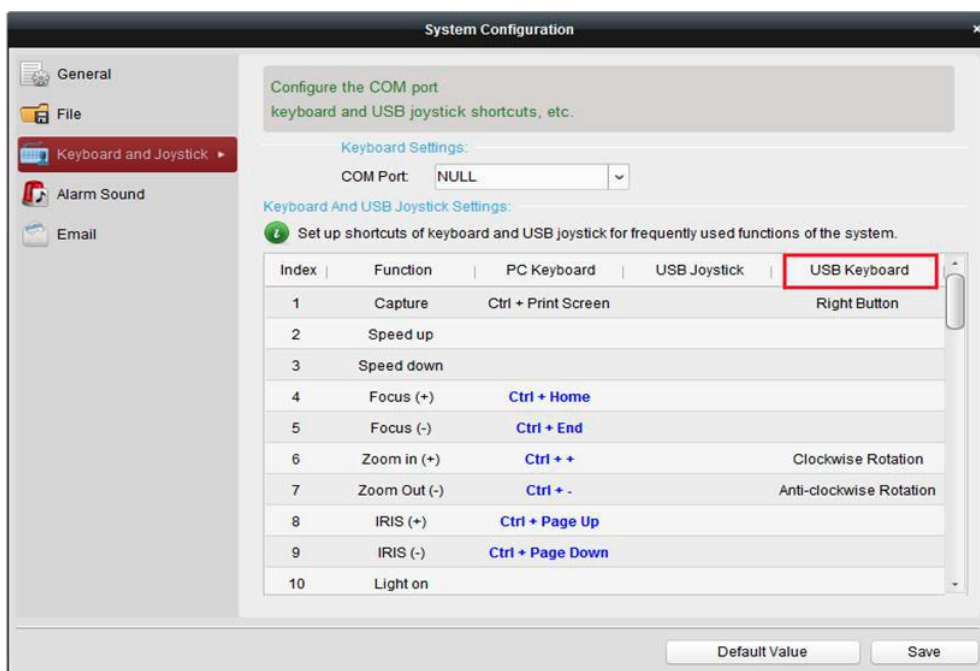 System Configuration ×
General
File
Keyboard and Joystick
Alarm Sound
Email
Configure the COM port
keyboard and USB joystick shortcuts, etc.
Keyboard Settings:
COM Port: NULL
Keyboard And USB Joystick Settings:
Set up shortcuts of keyboard and USB joystick for frequently used functions of the system.
Index Function PC Keyboard USB Joystick USB Keyboard
1 Capture Ctrl + Print Screen Right Button
2 Speed up
3 Speed down
4 Focus (+) Ctrl + Home
5 Focus (-) Ctrl + End
6 Zoom in (+) Ctrl + + Clockwise Rotation
7 Zoom Out (-) Ctrl + - Anti-clockwise Rotation
8 IRIS (+) Ctrl + Page Up
9 IRIS (-) Ctrl + Page Down
10 Light on
Default Value Save